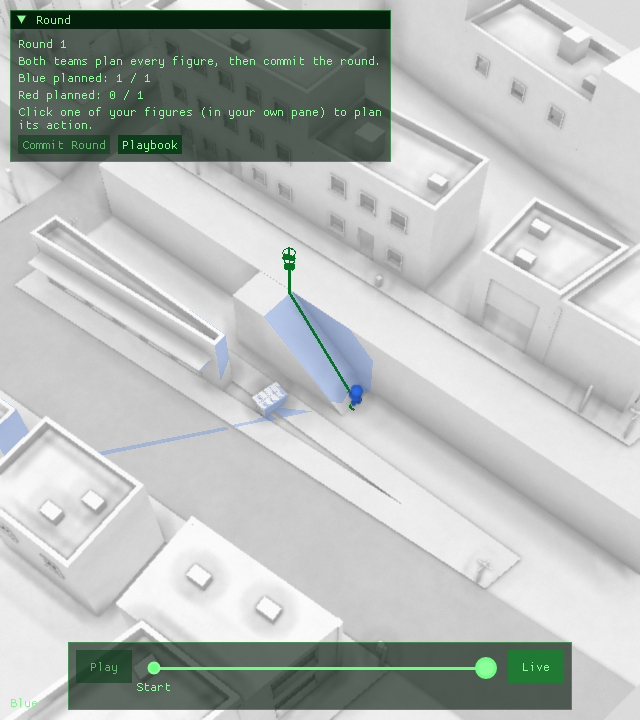 Round
Round 1
Both teams plan every figure, then commit the round.
Blue planned: 1 / 1
Red planned: 0 / 1
Click one of your figures (in your own pane) to plan
its action.
Commit Round Playbook
Play Live
Start
Blue